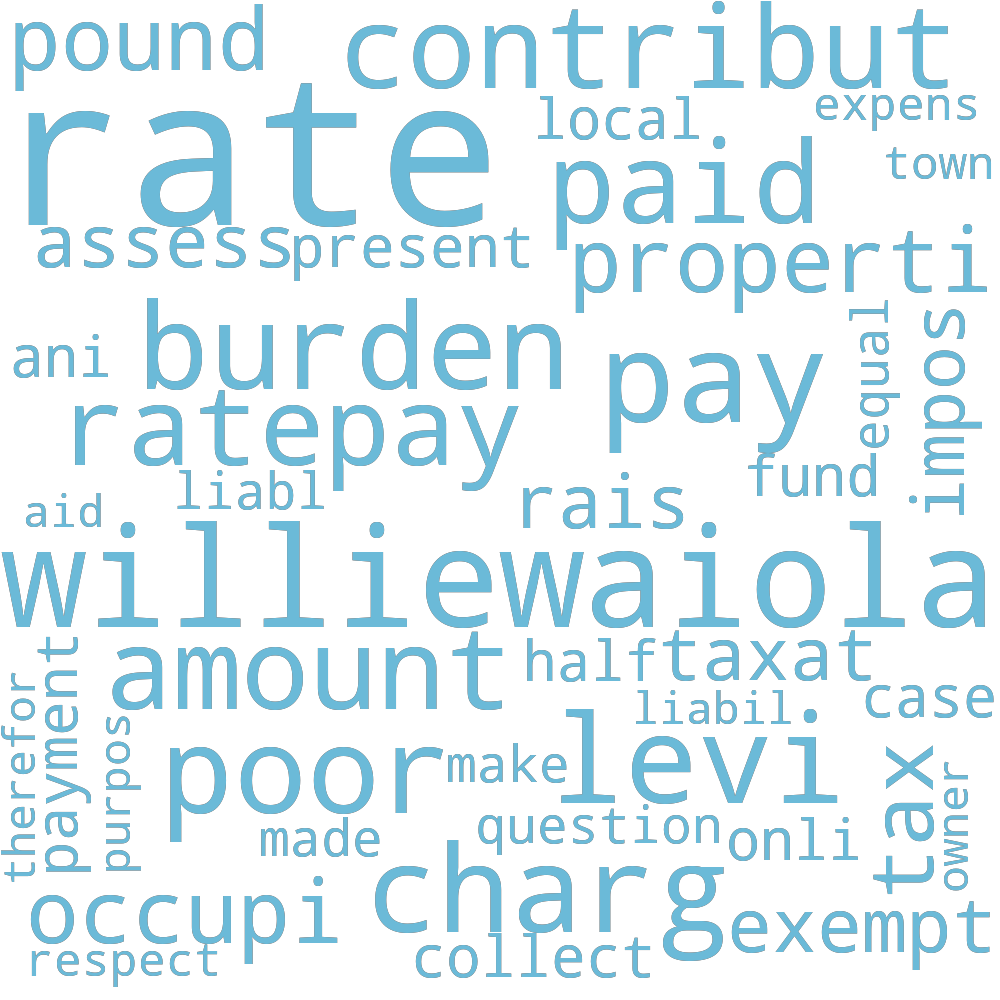 pound
contribut
rate
local
expens
paid
town
assess
present
properti
burden
ani
pay
equal
impos
ratepay
liabl
rais
fund
aid
williewaiola
amount
half
taxat
payment
therefor
purpos
liabil
case
poor
make
levi
tax
owner
made
question
onli
charg
occupi
exempt
respect
collect